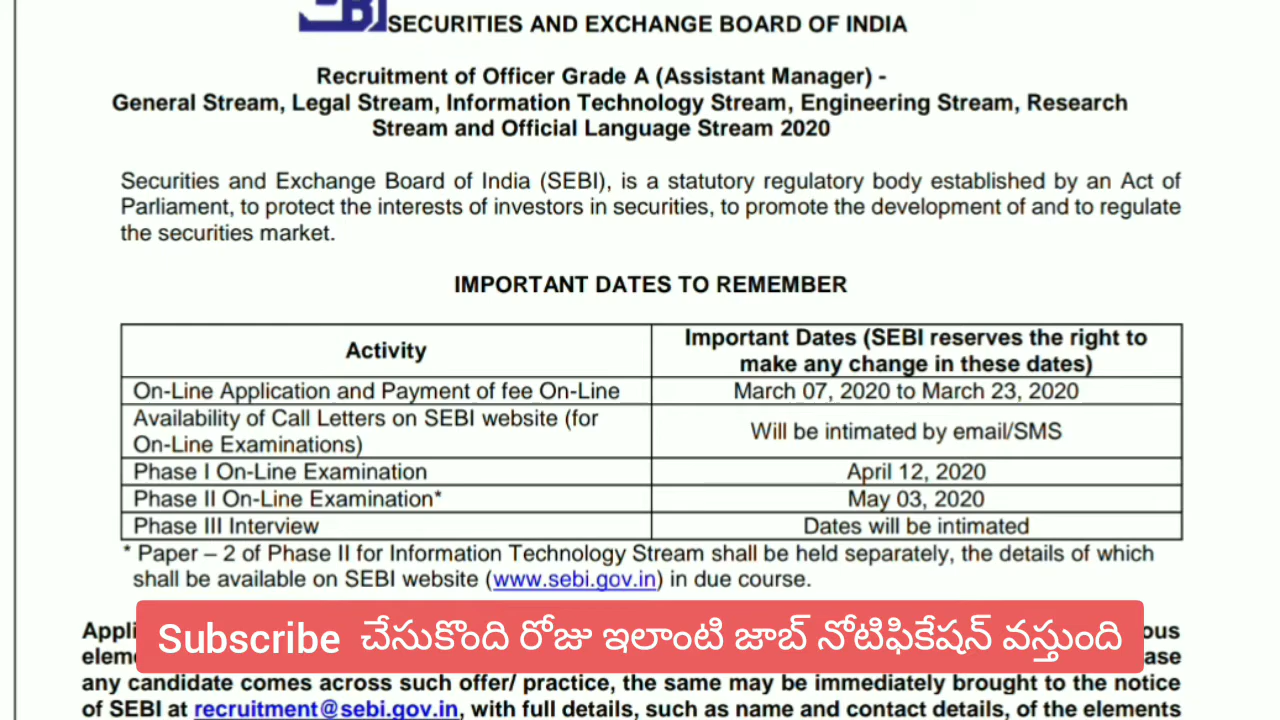 SEBI
SECURITIES AND EXCHANGE BOARD OF INDIA
Recruitment of Officer Grade A (Assistant Manager) -
General Stream, Legal Stream, Information Technology Stream, Engineering Stream, Research
Stream and Official Language Stream 2020
Securities and Exchange Board of India (SEBI), is a statutory regulatory body established by an Act of
Parliament, to protect the interests of investors in securities, to promote the development of and to regulate
the securities market.
IMPORTANT DATES TO REMEMBER
Activity
Important Dates (SEBI reserves the right to
make any change in these dates)
On-Line Application and Payment of fee On-Line
March 07, 2020 to March 23, 2020
Availability of Call Letters on SEBI website (for
On-Line Examinations)
Will be intimated by email/SMS
Phase I On-Line Examination
April 12, 2020
Phase II On-Line Examination*
May 03, 2020
Phase III Interview
Dates will be intimated
* Paper – 2 of Phase II for Information Technology Stream shall be held separately, the details of which
shall be available on SEBI website (www.sebi.gov.in) in due course.
Subscribe చేసుకొంది రోజు ఇలాంటి జాబ్ నోటిఫికేషన్ వస్తుంది
any candidate comes across such offer/ practice, the same may be immediately brought to the notice
of SEBI at recruitment@sebi.gov.in, with full details, such as name and contact details, of the elements